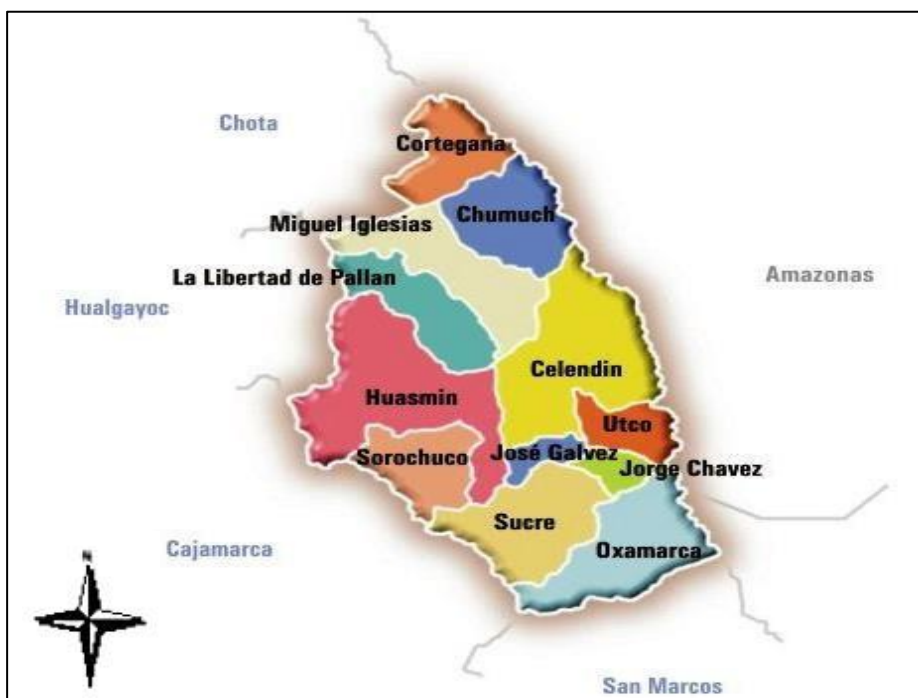 Chota
Cortegana
Chumuch
Miguel Iglesias
La Libertad de Pallan
Amazonas
Hualgayoc
Celendin
Huasmin
Utco
José Galvez
Sorochuco
Jorge Chavez
Sucre
Oxamarca
Cajamarca
N
San Marcos